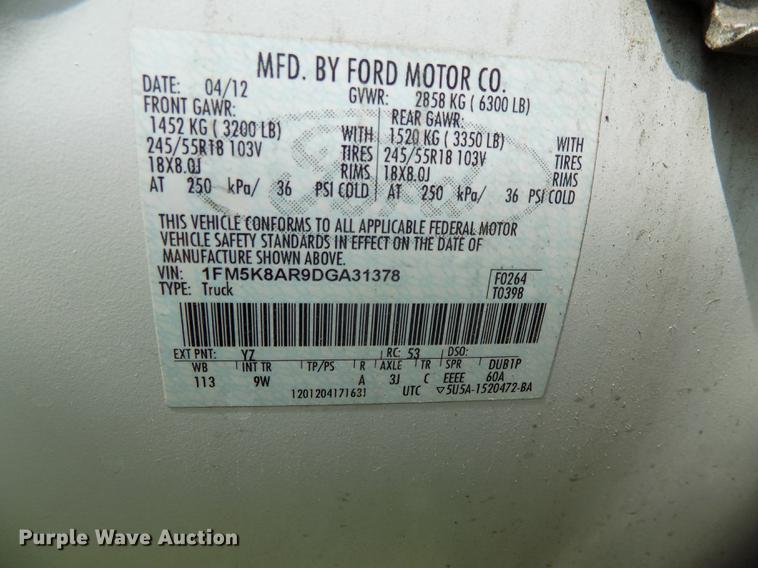 MFD. BY FORD MOTOR CO.
DATE: 04/12 GVWR: 2858 KG ( 6300 LB)
FRONT GAWR: REAR GAWR:
1452 KG ( 3200 LB) WITH 1520 KG ( 3350 LB) WITH
245/55R18 103V TIRES 245/55R18 103V TIRES
18X8.0J RIMS 18X8.0J RIMS
AT 250 kPa/ 36 PSI COLD AT 250 kPa/ 36 PSI COLD
Ford
THIS VEHICLE CONFORMS TO ALL APPLICABLE FEDERAL MOTOR
VEHICLE SAFETY STANDARDS IN EFFECT ON THE DATE OF
MANUFACTURE SHOWN ABOVE.
VIN: 1FM5K8AR9DGA31378 F0264
TYPE: Truck T0398
EXT PNT: YZ RC: 53 DSO:
WB INT TR TP/PS R AXLE TR SPR DUB1P
113 9W A 3J C EEEE 60A
120120417163] UTC ▽5U5A-1520472-BA
Purple Wave Auction